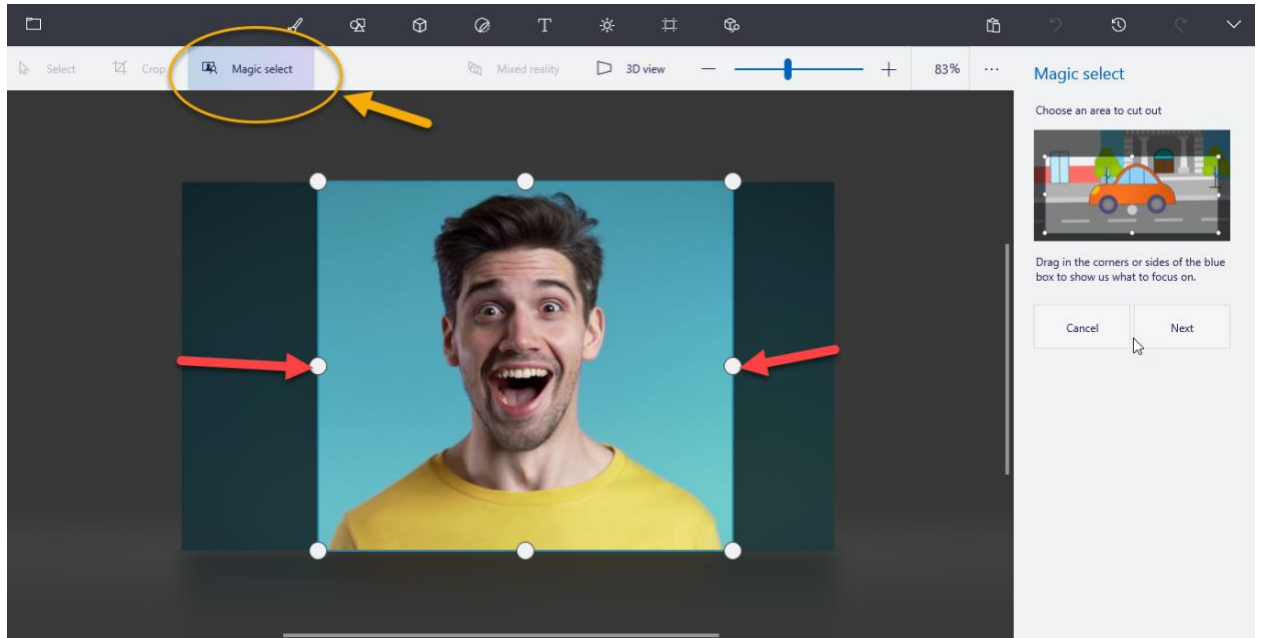 Select
Crop
Magic select
Mixed reality
3D view
83%
Magic select
Choose an area to cut out
Drag in the corners or sides of the blue
box to show us what to focus on.
Cancel
Next